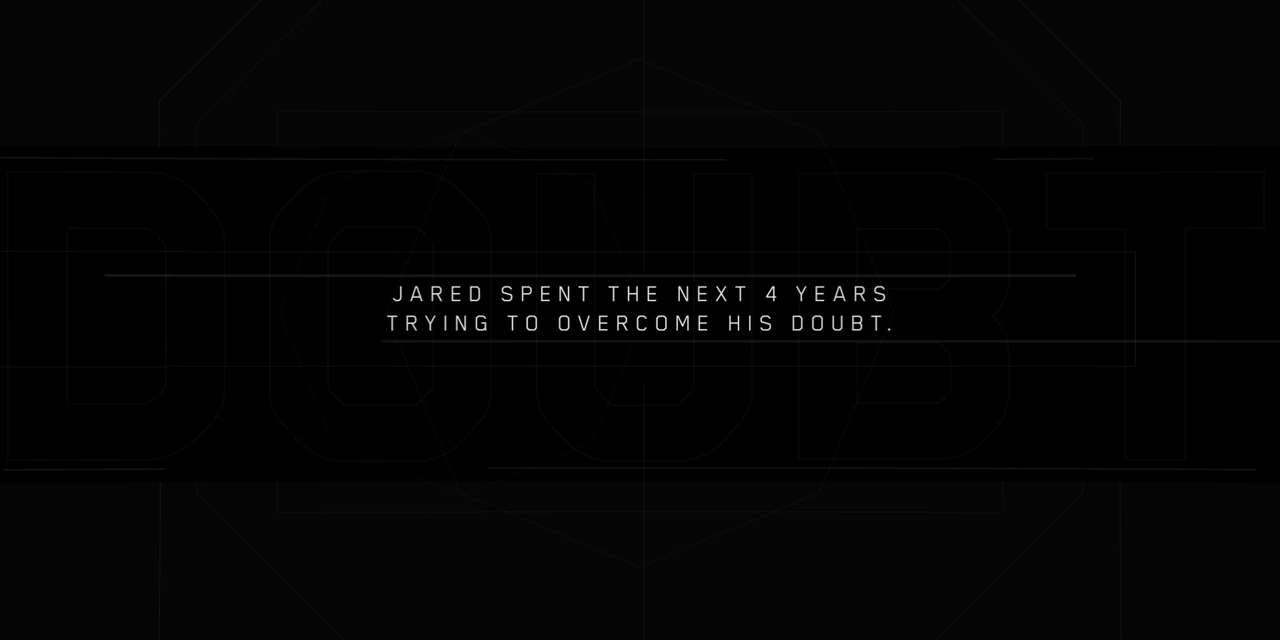 DOUBT
JARED SPENT THE NEXT 4 YEARS
TRYING TO OVERCOME HIS DOUBT.